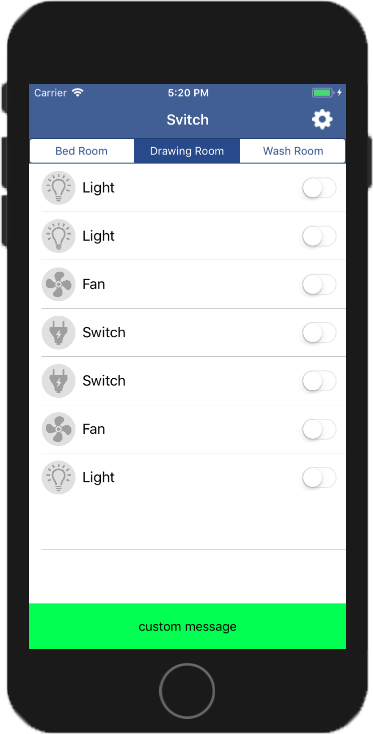 Carrier 5:20 PM
Svitch
Bed Room Drawing Room Wash Room
Light
Light
Fan
Switch
Switch
Fan
Light
custom message